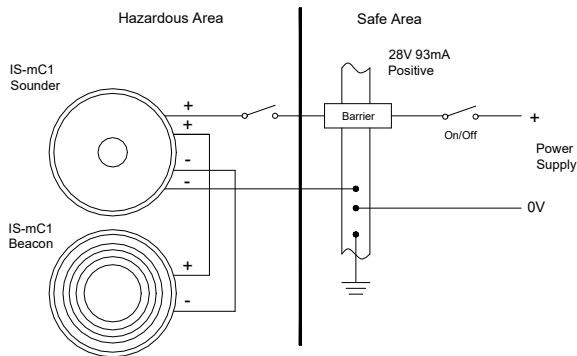 Hazardous Area
Safe Area
IS-mC1
Sounder
28V 93mA
Positive
+
+
-
-
Barrier
On/Off
+
Power
Supply
0V
IS-mC1
Beacon
+
-